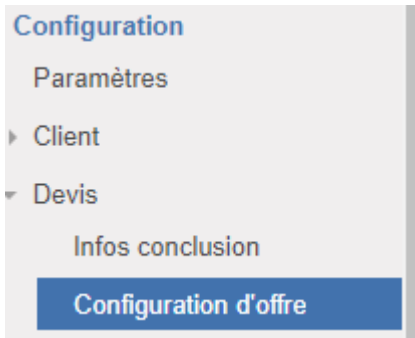 Configuration
Paramètres
Client
Devis
Infos conclusion
Configuration d'offre